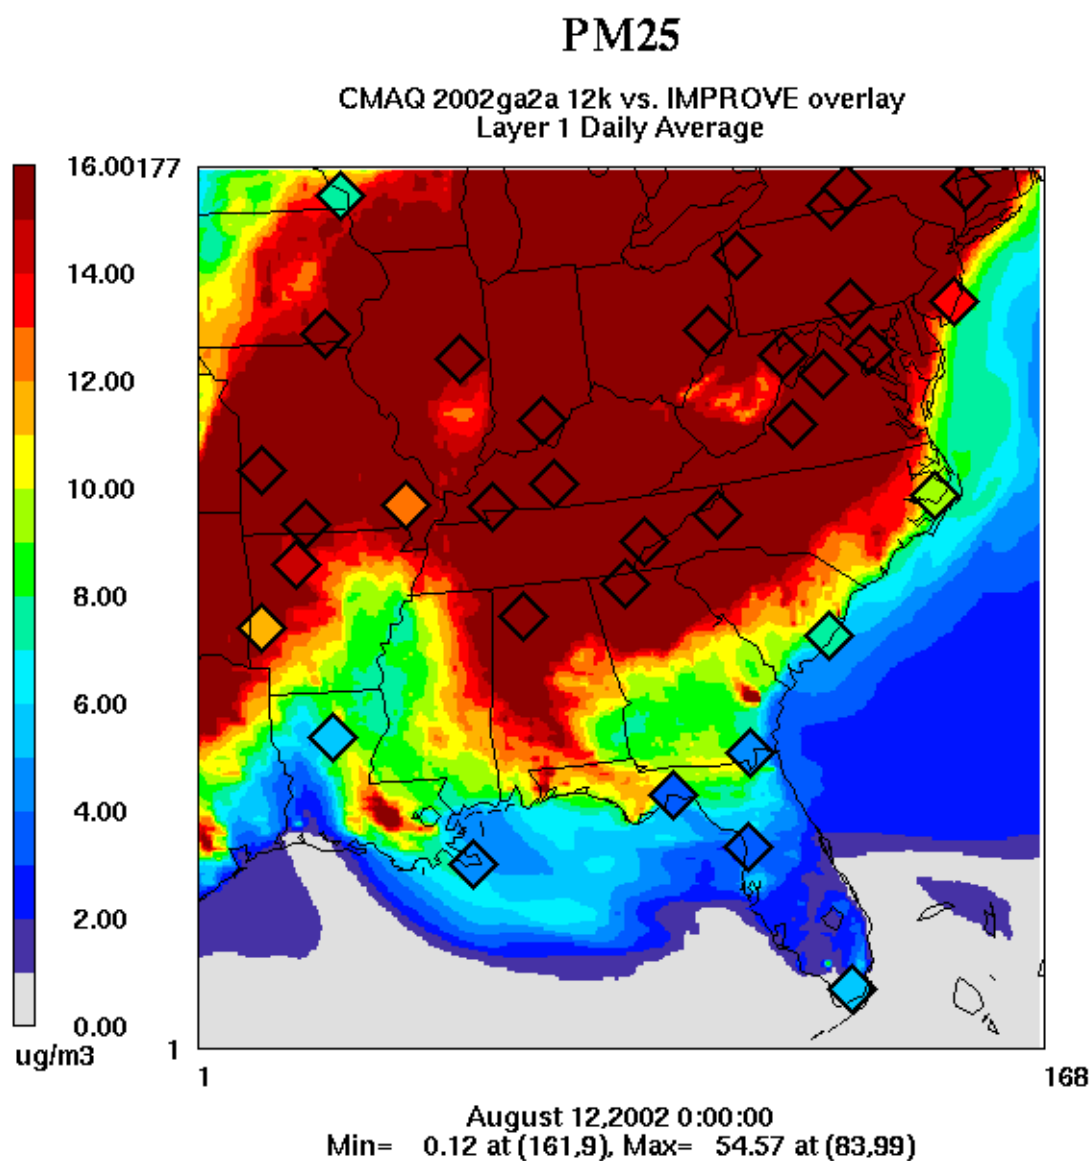 PM25
CMAQ 2002ga2a 12k vs. IMPROVE overlay
Layer 1 Daily Average
16.00
177
14.00
12.00
10.00
8.00
6.00
4.00
2.00
0.00
ug/m3
1
1
168
August 12,2002 0:00:00
Min= 0.12 at (161,9), Max= 54.57 at (83,99)